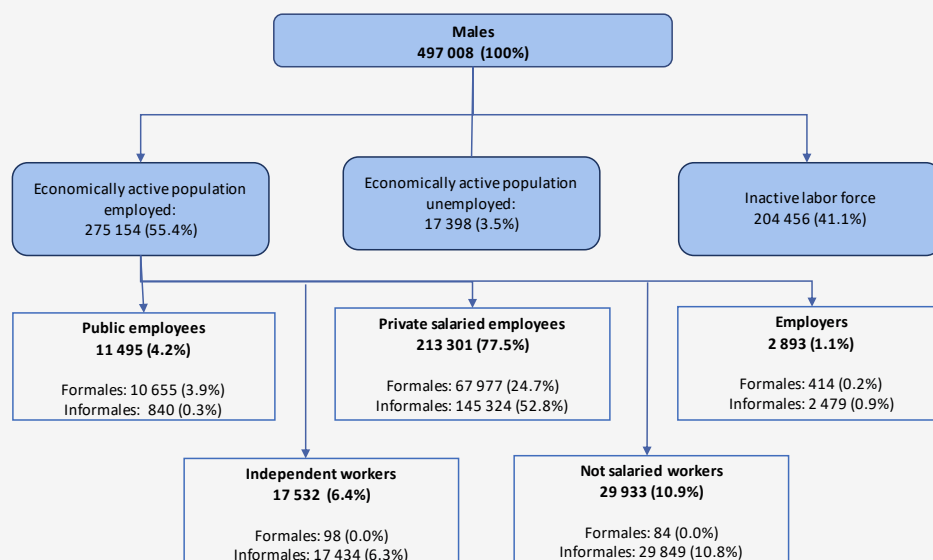 Males
497 008 (100%)
Economically active population
employed:
275 154 (55.4%)
Economically active population
unemployed:
17 398 (3.5%)
Inactive labor force
204 456 (41.1%)
Public employees
11 495 (4.2%)
Formales: 10 655 (3.9%)
Informales: 840 (0.3%)
Private salaried employees
213 301 (77.5%)
Formales: 67 977 (24.7%)
Informales: 145 324 (52.8%)
Employers
2 893 (1.1%)
Formales: 414 (0.2%)
Informales: 2 479 (0.9%)
Independent workers
17 532 (6.4%)
Formales: 98 (0.0%)
Informales: 17 434 (6.3%)
Not salaried workers
29 933 (10.9%)
Formales: 84 (0.0%)
Informales: 29 849 (10.8%)